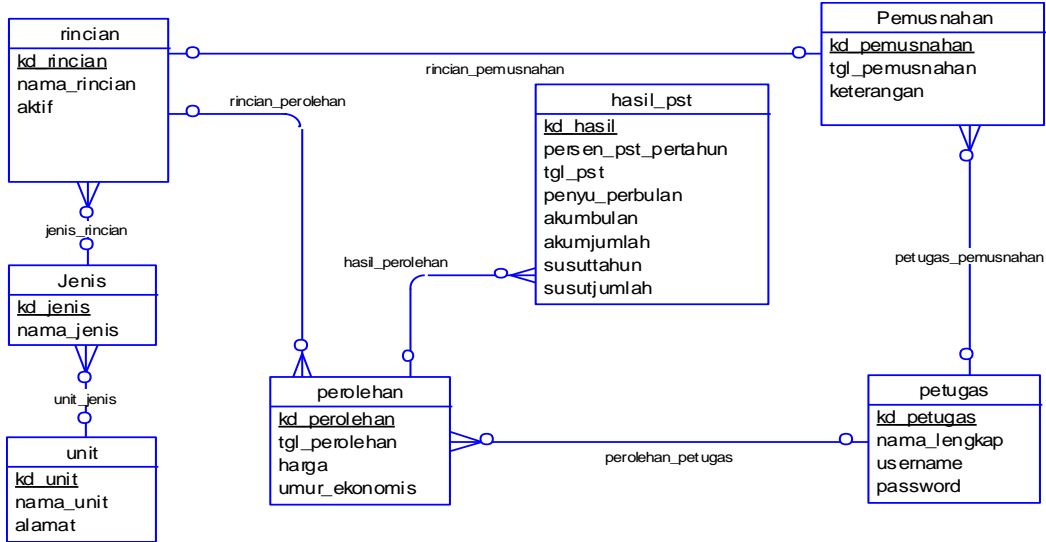 rincian
kd_rincian
nama_rincian
aktif
rincian_pemusnahan
Pemusnahan
kd_pemusnahan
tgl_pemusnahan
keterangan
rincian_perolehan
hasil_pst
kd_hasil
persen_pst_pertahun
tgl_pst
penyu_perbulan
akumbulan
akumjumlah
susuttahun
susutjumlah
jenis_rincian
hasil_perolehan
petugas_pemusnahan
Jenis
kd_jenis
nama_jenis
unit_jenis
unit
kd_unit
nama_unit
alamat
perolehan
kd_perolehan
tgl_perolehan
harga
umur_ekonomis
perolehan_petugas
petugas
kd_petugas
nama_lengkap
username
password